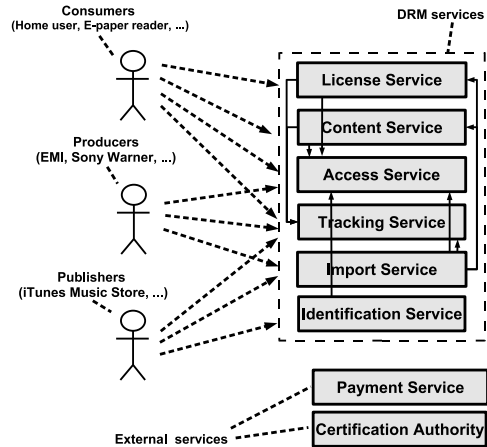 Consumers
(Home user, E-paper reader, ...)
DRM services
License Service
Content Service
Producers
(EMI, Sony Warner, ...)
Access Service
Tracking Service
Publishers
(iTunes Music Store, ...)
Import Service
Identification Service
Payment Service
Certification Authority
External services